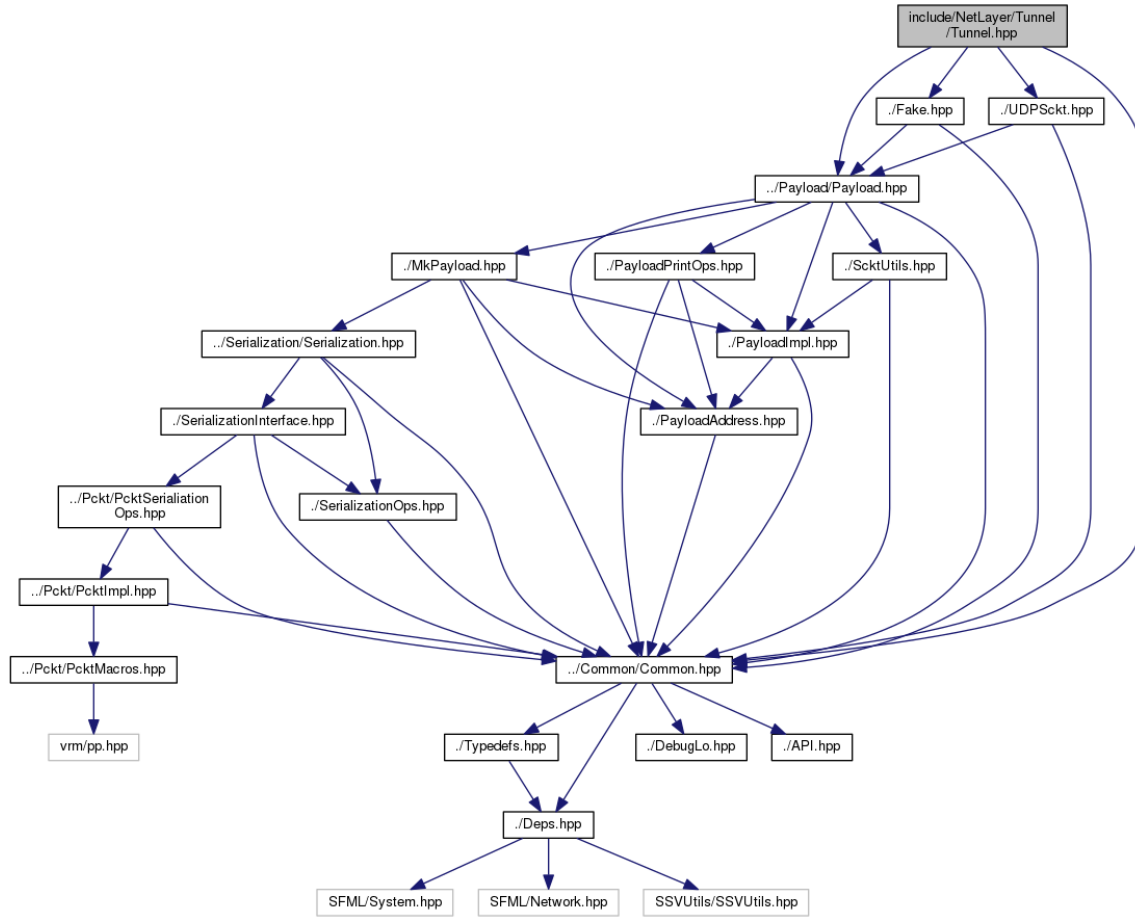 include/NetLayer/Tunnel
/Tunnel.hpp
./Fake.hpp
./UDPSckt.hpp
../Payload/Payload.hpp
./MkPayload.hpp
./PayloadPrintOps.hpp
./ScktUtils.hpp
../Serialization/Serialization.hpp
./PayloadImpl.hpp
./SerializationInterface.hpp
./PayloadAddress.hpp
../Pckt/PcktSerialiation
Ops.hpp
./SerializationOps.hpp
../Pckt/PcktImpl.hpp
../Pckt/PcktMacros.hpp
../Common/Common.hpp
vrm/pp.hpp
./Typedefs.hpp
./DebugLo.hpp
./API.hpp
./Deps.hpp
SFML/System.hpp
SFML/Network.hpp
SSVUtils/SSVUtils.hpp